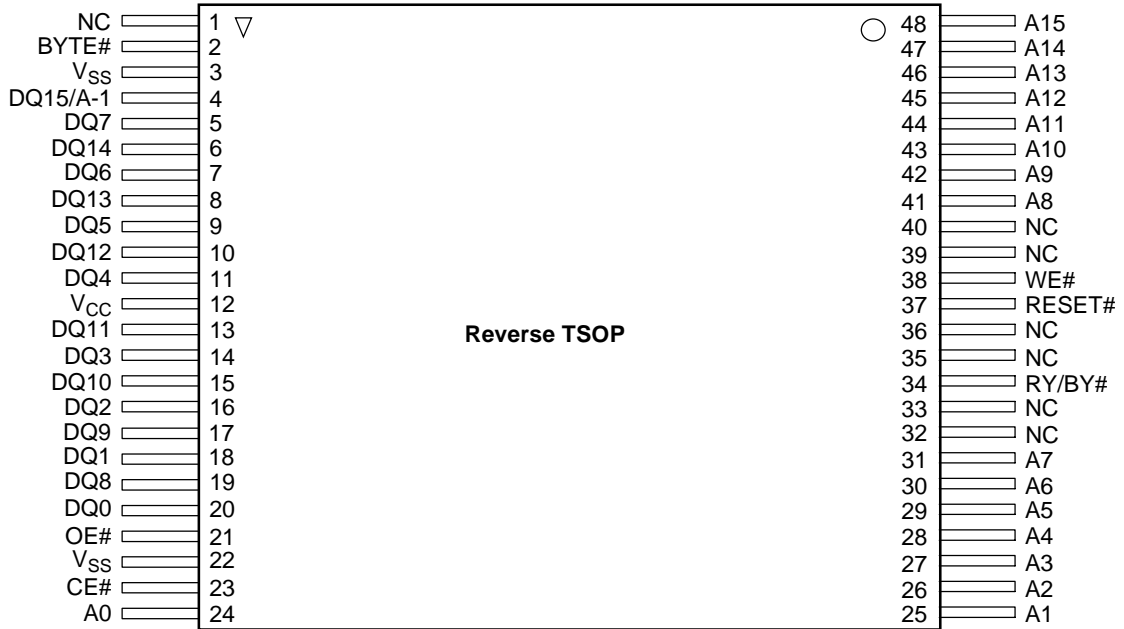 NC 1 48 A15
BYTE# 2 47 A14
VSS 3 46 A13
DQ15/A-1 4 45 A12
DQ7 5 44 A11
DQ14 6 43 A10
DQ6 7 42 A9
DQ13 8 41 A8
DQ5 9 40 NC
DQ12 10 39 NC
DQ4 11 38 WE#
VCC 12 37 RESET#
DQ11 13 36 NC
Reverse TSOP
DQ3 14 35 NC
DQ10 15 34 RY/BY#
DQ2 16 33 NC
DQ9 17 32 NC
DQ1 18 31 A7
DQ8 19 30 A6
DQ0 20 29 A5
OE# 21 28 A4
VSS 22 27 A3
CE# 23 26 A2
A0 24 25 A1